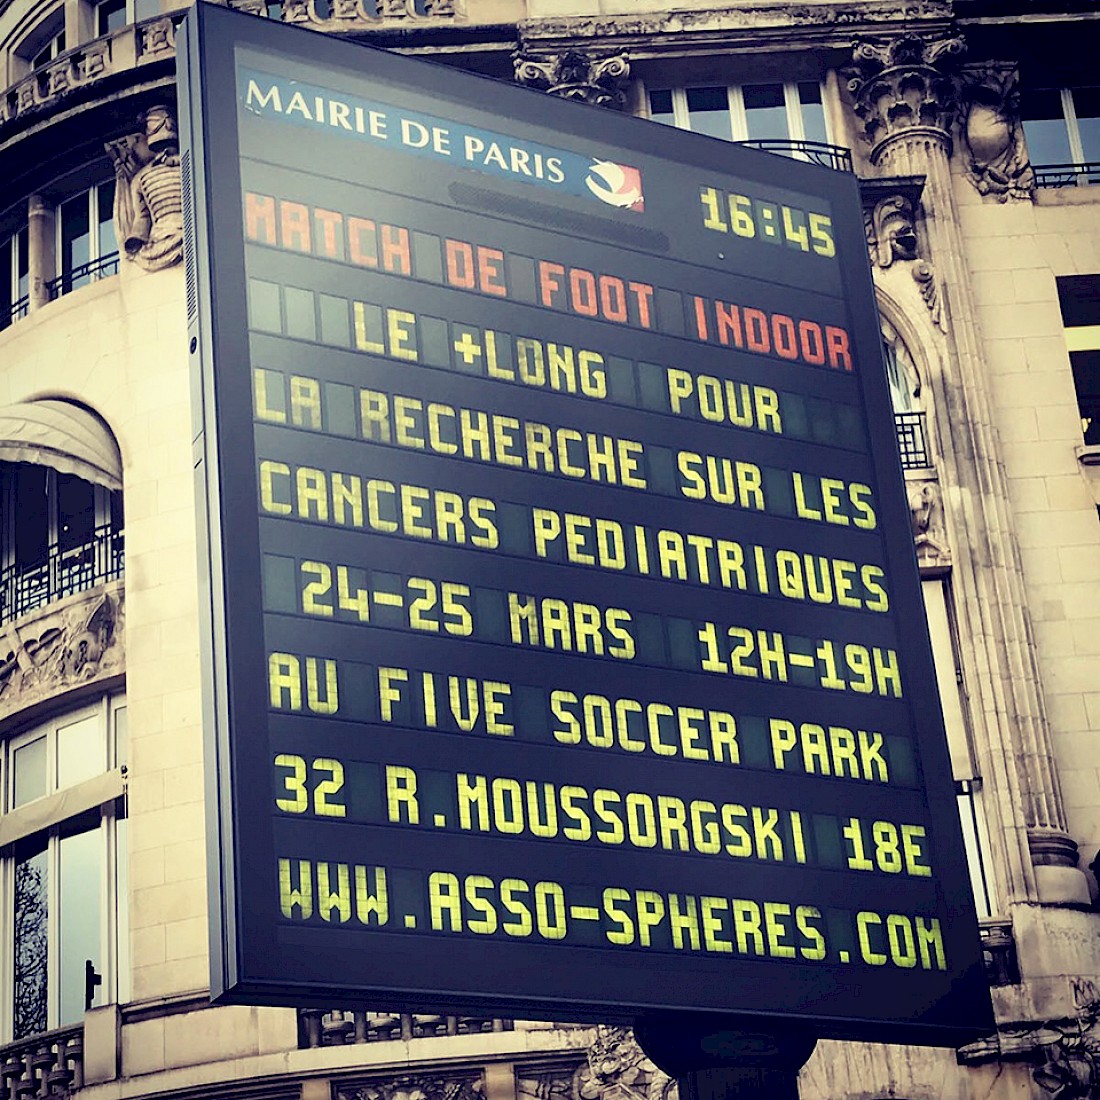 MAIRIE DE PARIS
16:45
MATCH DE FOOT INDOOR
LE +LONG POUR
LA RECHERCHE SUR LES
CANCERS PEDIATRIQUES
24-25 MARS 12H-19H
AU FIVE SOCCER PARK
32 R.MOUSSORGSKI 18E
WWW.ASSO-SPHERES.COM